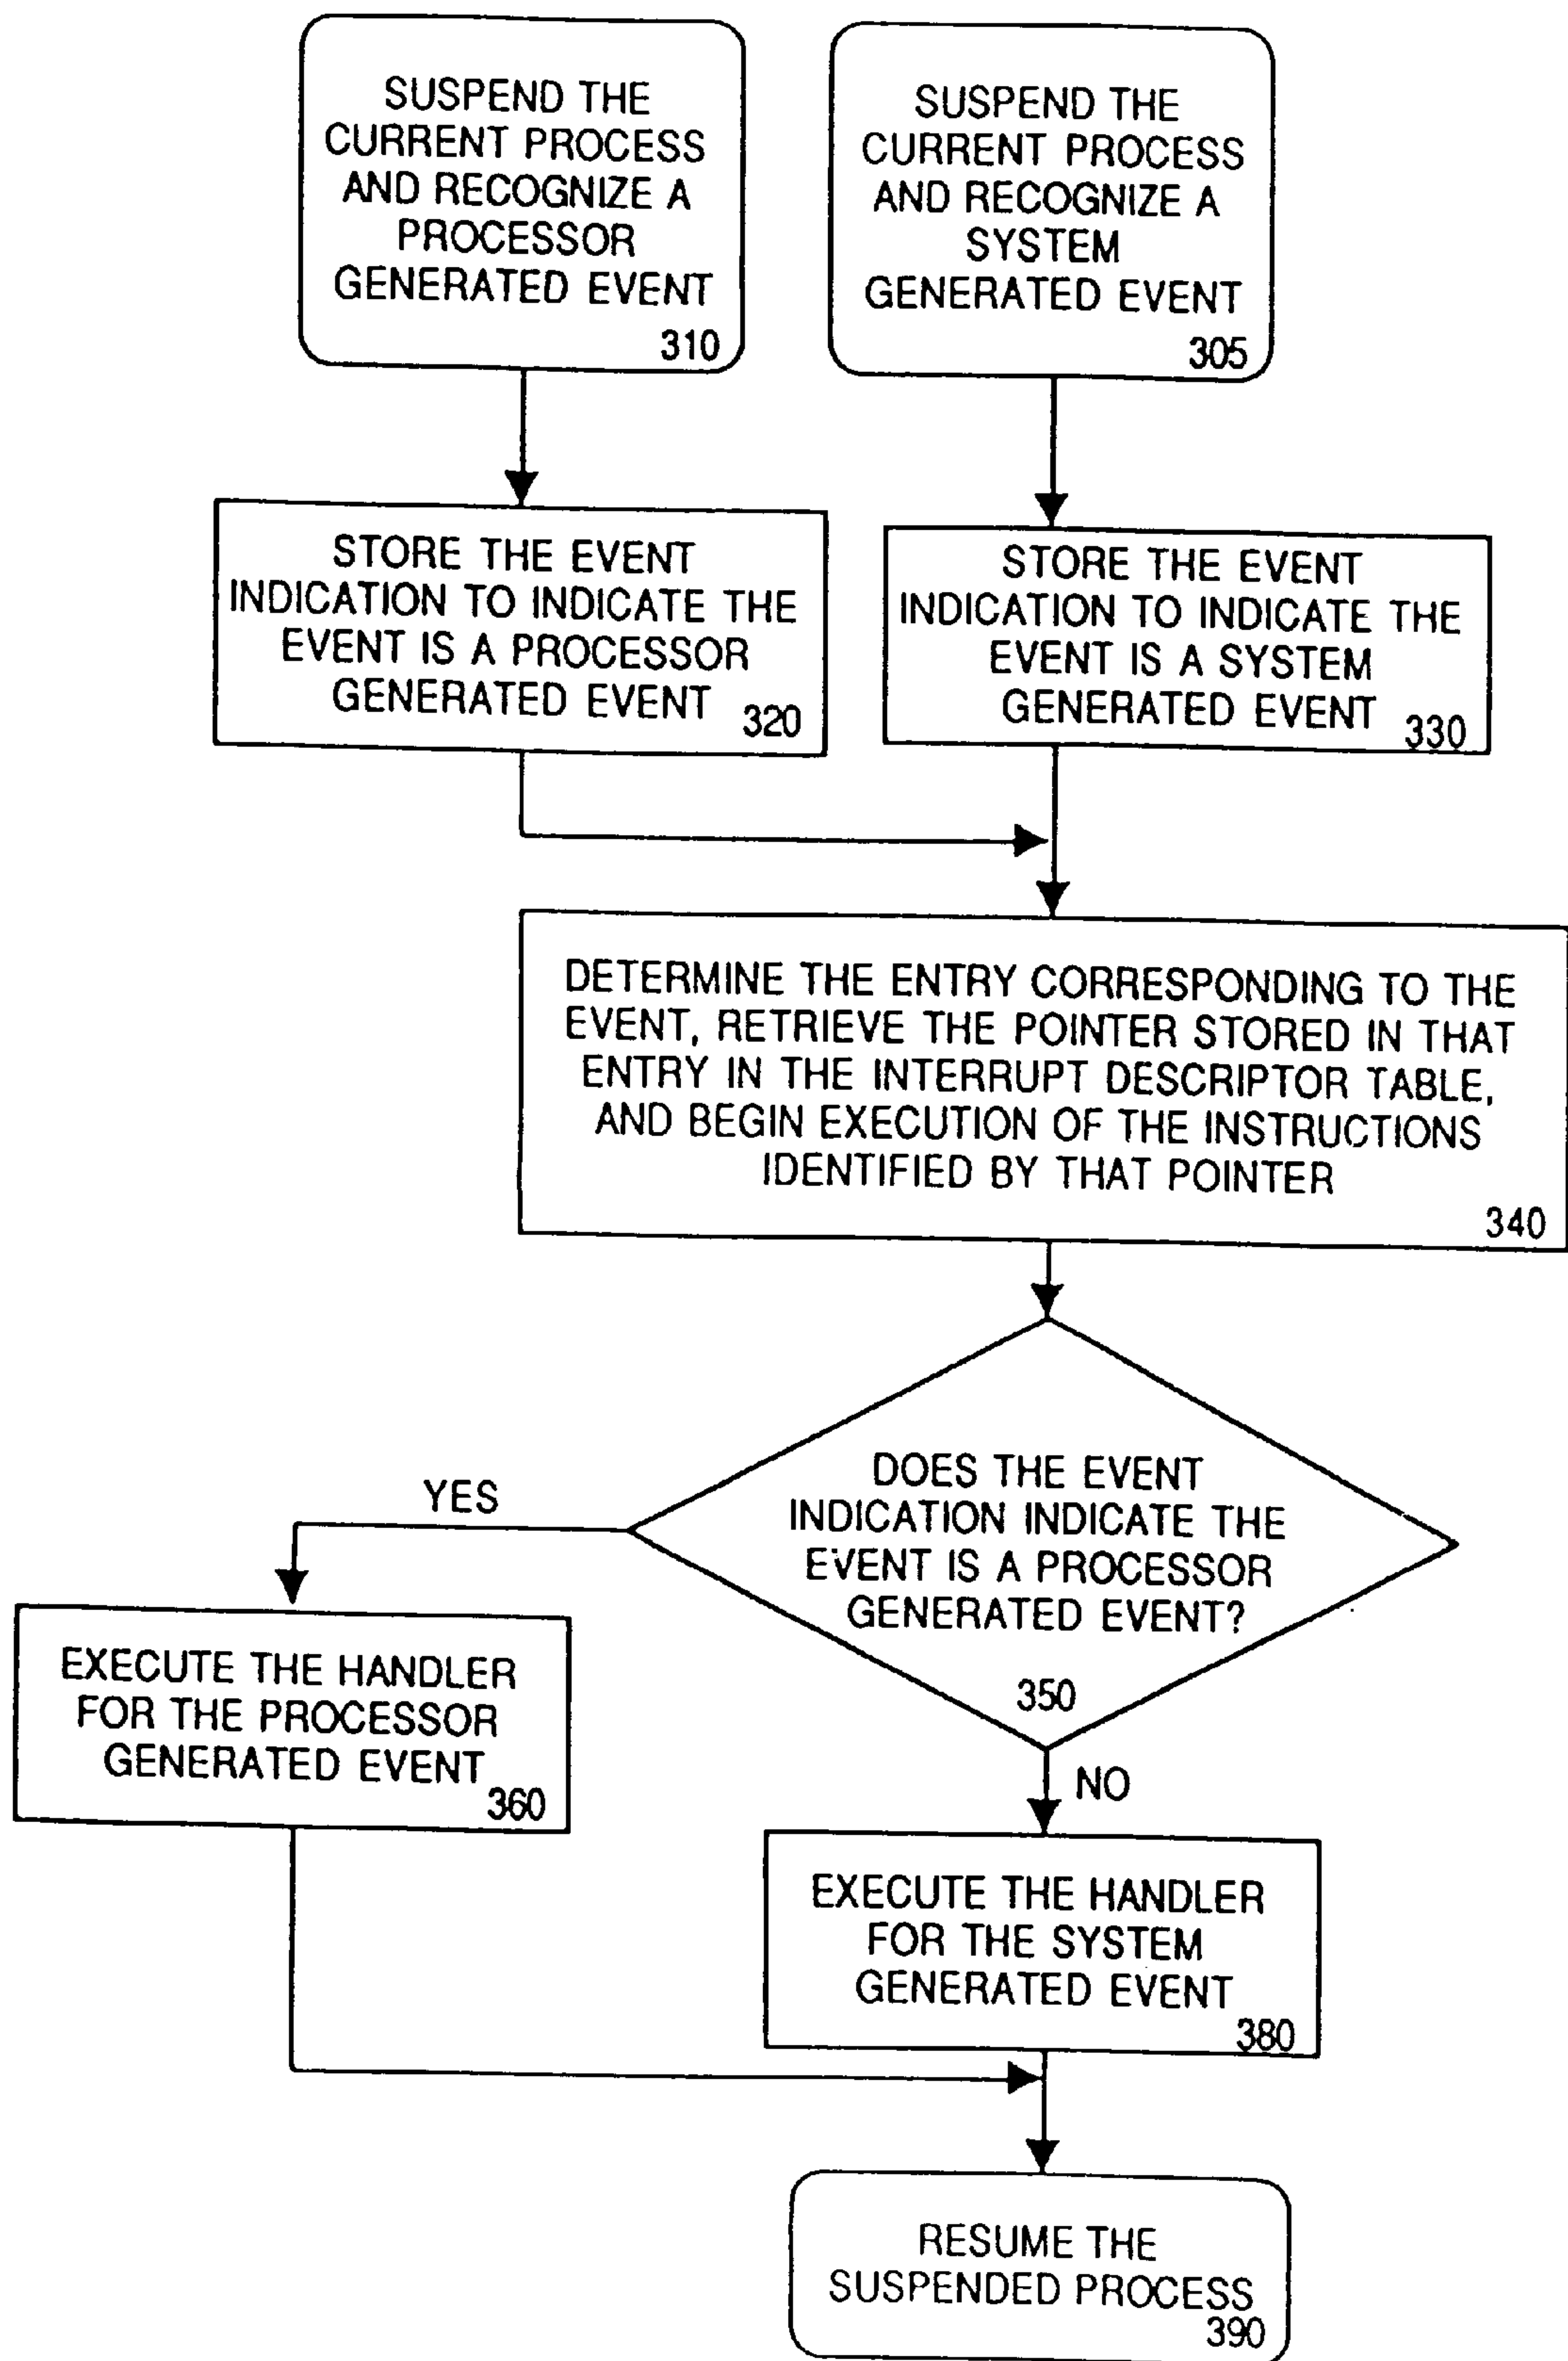 SUSPEND THE
CURRENT PROCESS
AND RECOGNIZE A
PROCESSOR
GENERATED EVENT
310
SUSPEND THE
CURRENT PROCESS
AND RECOGNIZE A
SYSTEM
GENERATED EVENT
305
STORE THE EVENT
INDICATION TO INDICATE THE
EVENT IS A PROCESSOR
GENERATED EVENT 320
STORE THE EVENT
INDICATION TO INDICATE THE
EVENT IS A SYSTEM
GENERATED EVENT 330
DETERMINE THE ENTRY CORRESPONDING TO THE
EVENT, RETRIEVE THE POINTER STORED IN THAT
ENTRY IN THE INTERRUPT DESCRIPTOR TABLE,
AND BEGIN EXECUTION OF THE INSTRUCTIONS
IDENTIFIED BY THAT POINTER
340
DOES THE EVENT
INDICATION INDICATE THE
EVENT IS A PROCESSOR
GENERATED EVENT?
350
YES
EXECUTE THE HANDLER
FOR THE PROCESSOR
GENERATED EVENT
360
NO
EXECUTE THE HANDLER
FOR THE SYSTEM
GENERATED EVENT
380
RESUME THE
SUSPENDED PROCESS
390